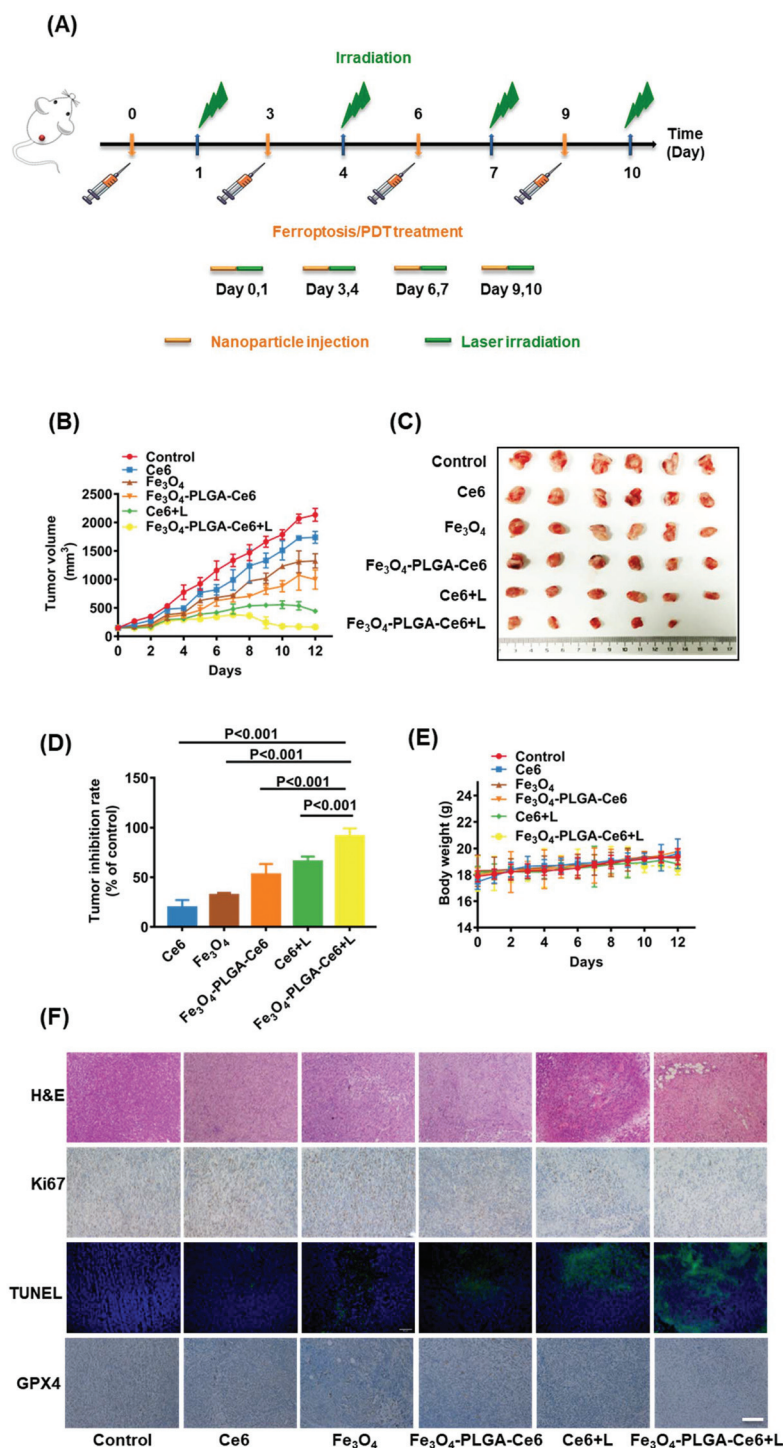 (A)
Irradiation
0 3 6 9
Time
(Day)
1 4 7 10
Ferroptosis/PDT treatment
Day 0,1 Day 3,4 Day 6,7 Day 9,10
Nanoparticle injection Laser irradiation
(B)
Control
Ce6
Fe3O4
Fe3O4-PLGA-Ce6
Ce6+L
Fe3O4-PLGA-Ce6+L
Tumor volume
(mm3)
2500
2000
1500
1000
500
0
0 2 4 6 8 10 12
Days
(C)
Control
Ce6
Fe3O4
Fe3O4-PLGA-Ce6
Ce6+L
Fe3O4-PLGA-Ce6+L
(D)
P<0.001
P<0.001
P<0.001
P<0.001
Tumor inhibition rate
(% of control)
150
100
50
0
Ce6
Fe3O4
Fe3O4-PLGA-Ce6
Ce6+L
Fe3O4-PLGA-Ce6+L
(E)
Control
Ce6
Fe3O4
Fe3O4-PLGA-Ce6
Ce6+L
Fe3O4-PLGA-Ce6+L
Body weight (g)
24
22
20
18
16
14
0 2 4 6 8 10 12
Days
(F)
H&E
Ki67
TUNEL
GPX4
Control Ce6 Fe3O4 Fe3O4-PLGA-Ce6 Ce6+L Fe3O4-PLGA-Ce6+L